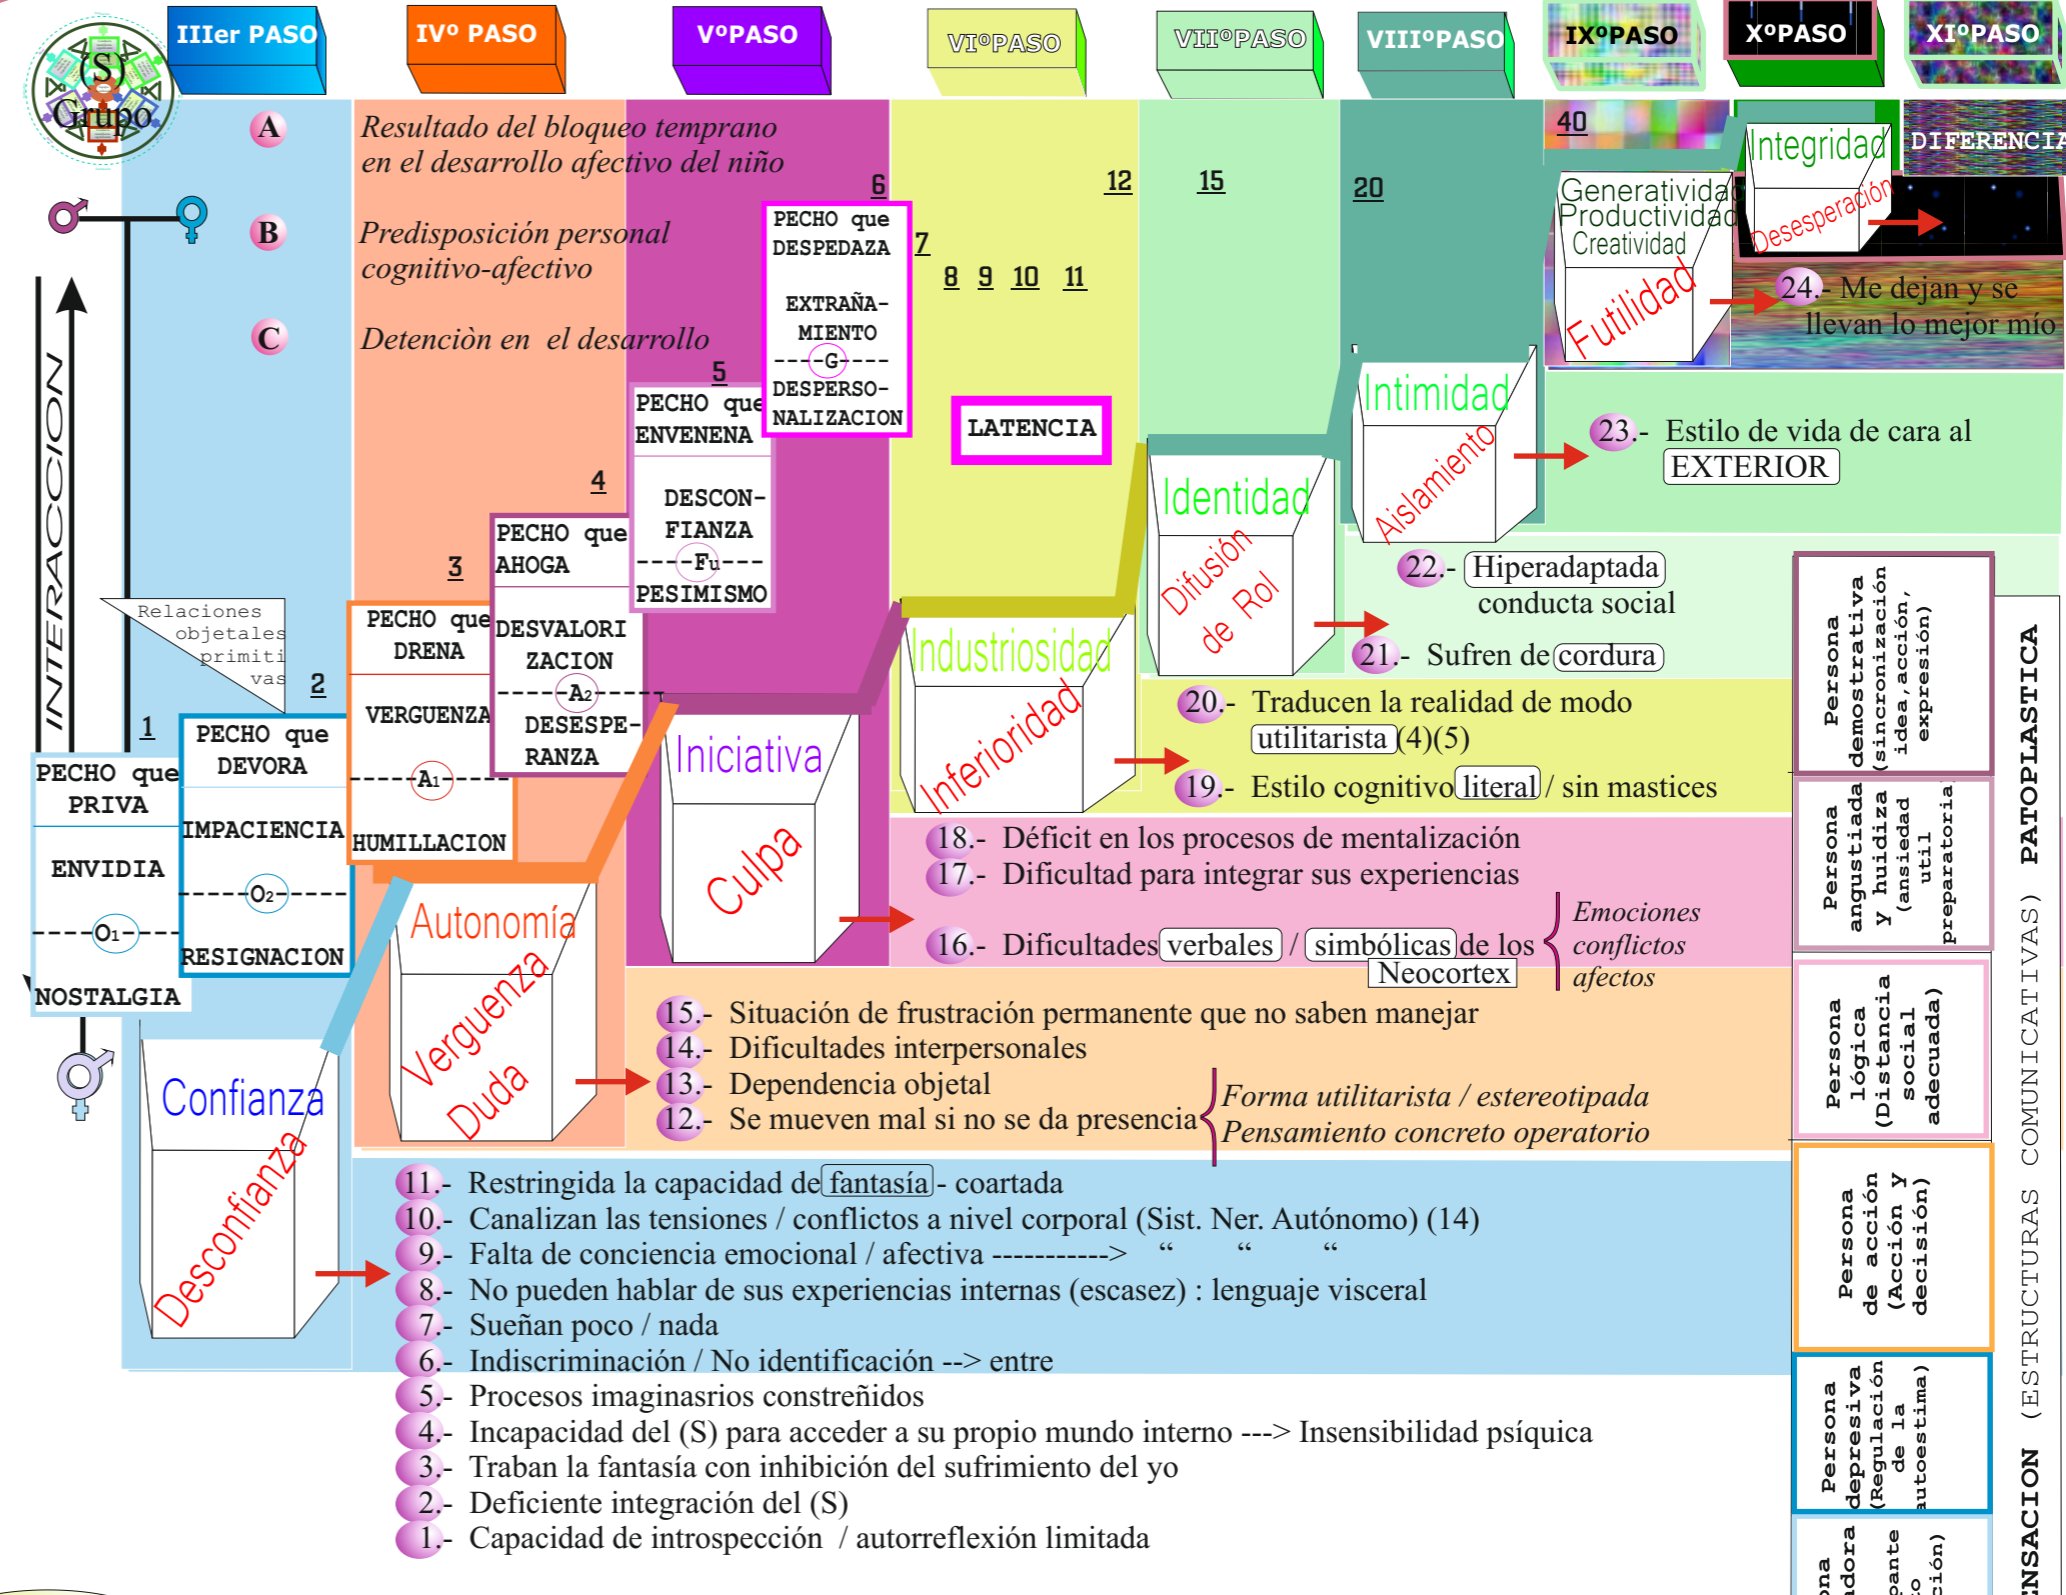 IIIer PASO
IVº PASO
VºPASO
VIºPASO
VIIºPASO
VIIIºPASO
IXºPASO
XºPASO
XIºPASO
(S)
Grupo
A
Resultado del bloqueo temprano
en el desarrollo afectivo del niño
B
Predisposición personal
cognitivo-afectivo
C
Detenciòn en el desarrollo
INTERACCION
Relaciones
objetales
primiti
vas
1
PECHO que
PRIVA
ENVIDIA
----O1----
NOSTALGIA
2
PECHO que
DEVORA
IMPACIENCIA
----O2----
RESIGNACION
3
PECHO que
DRENA
VERGUENZA
----A1----
HUMILLACION
4
PECHO que
AHOGA
DESVALORI
ZACION
----A2----
DESESPE-
RANZA
5
PECHO que
ENVENENA
DESCON-
FIANZA
----Fu----
PESIMISMO
6
PECHO que
DESPEDAZA
EXTRAÑA-
MIENTO
----G----
DESPERSO-
NALIZACION
7
8 9 10 11
12
15
20
40
LATENCIA
Confianza
Desconfianza
Autonomía
Verguenza
Duda
Iniciativa
Culpa
Industriosidad
Inferioridad
Identidad
Difusión
de Rol
Intimidad
Aislamiento
Generatividad
Productividad
Creatividad
Futilidad
Integridad
Desesperación
DIFERENCIA
24.- Me dejan y se
llevan lo mejor mío
23.- Estilo de vida de cara al
EXTERIOR
22.- Hiperadaptada
conducta social
21.- Sufren de cordura
20.- Traducen la realidad de modo
utilitarista (4)(5)
19.- Estilo cognitivo literal / sin mastices
18.- Déficit en los procesos de mentalización
17.- Dificultad para integrar sus experiencias
16.- Dificultades verbales / simbólicas de los
Neocortex
Emociones
conflictos
afectos
15.- Situación de frustración permanente que no saben manejar
14.- Dificultades interpersonales
13.- Dependencia objetal
12.- Se mueven mal si no se da presencia
Forma utilitarista / estereotipada
Pensamiento concreto operatorio
11.- Restringida la capacidad de fantasía - coartada
10.- Canalizan las tensiones / conflictos a nivel corporal (Sist. Ner. Autónomo) (14)
9.- Falta de conciencia emocional / afectiva -----------> “ “ “
8.- No pueden hablar de sus experiencias internas (escasez) : lenguaje visceral
7.- Sueñan poco / nada
6.- Indiscriminación / No identificación --> entre
5.- Procesos imaginasrios constreñidos
4.- Incapacidad del (S) para acceder a su propio mundo interno ---> Insensibilidad psíquica
3.- Traban la fantasía con inhibición del sufrimiento del yo
2.- Deficiente integración del (S)
1.- Capacidad de introspección / autorreflexión limitada
Persona
demostrativa
(sincronización
idea,acción,
expresión)
Persona
angustiada
y huidiza
(ansiedad
util
preparatoria
Persona
lógica
(Distancia
social
adecuada)
Persona
de acción
(Acción y
decisión)
Persona
depresiva
(Regulación
de la
autoestima)
ENSACION (ESTRUCTURAS COMUNICATIVAS) PATOPLASTICA